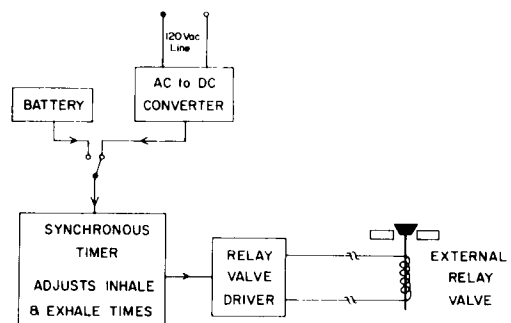 120 Vac
Line
AC to DC
CONVERTER
BATTERY
SYNCHRONOUS
TIMER
ADJUSTS INHALE
& EXHALE TIMES
RELAY
VALVE
DRIVER
EXTERNAL
RELAY
VALVE